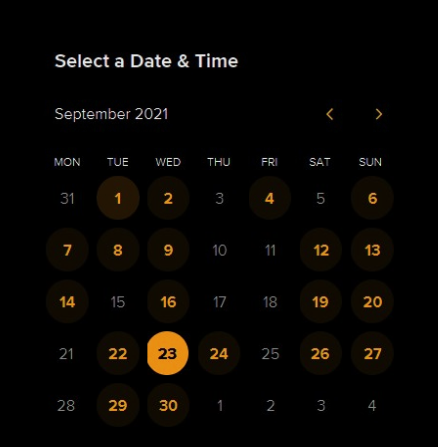 Select a Date & Time
September 2021
MON TUE WED THU FRI SAT SUN
31 1 2 3 4 5 6
7 8 9 10 11 12 13
14 15 16 17 18 19 20
21 22 23 24 25 26 27
28 29 30 1 2 3 4